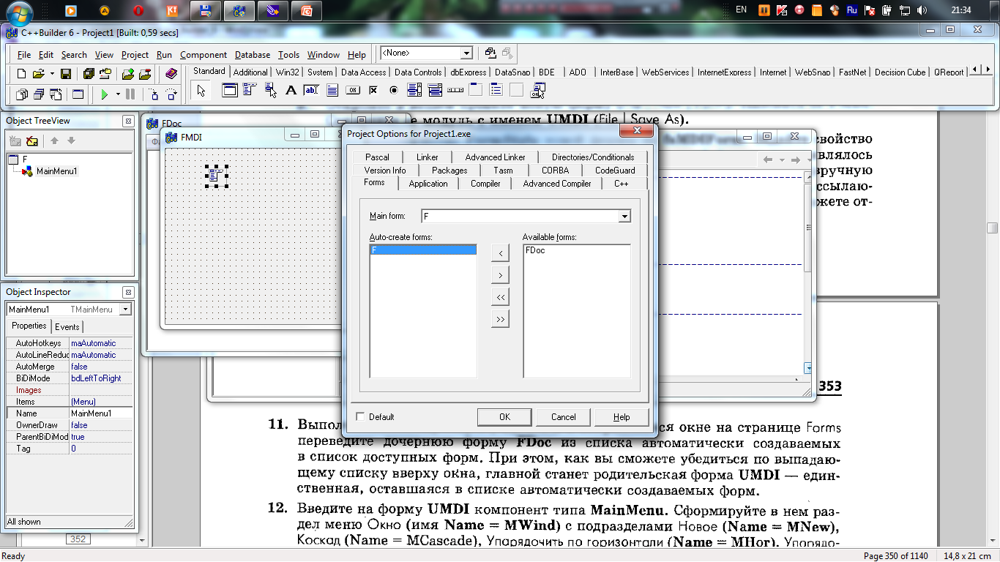 EN
Ru
21:34
C++Builder 6 - Project1 [Built: 0,59 secs]
File Edit Search View Project Run Component Database Tools Window Help
<None>
Standard Additional Win32 System Data Access Data Controls dbExpress DataSnap BDE ADO InterBase WebServices InternetExpress Internet WebSnap FastNet Decision Cube QReport
Object TreeView
F
MainMenu1
FDoc
FMDI
е модуль с именем UMDI (File | Save As).
свойство
влялось
вручную
ссылаю-
жете от-
Project Options for Project1.exe
Pascal Linker Advanced Linker Directories/Conditionals
Version Info Packages Tasm CORBA CodeGuard
Forms Application Compiler Advanced Compiler C++
Main form: F
Auto-create forms:
F
<
>
<<
>>
Available forms:
FDoc
Default
OK Cancel Help
Object Inspector
MainMenu1 TMainMenu
Properties Events
AutoHotkeys maAutomatic
AutoLineReduc maAutomatic
AutoMerge false
BiDiMode bdLeftToRight
Images
Items (Menu)
Name MainMenu1
OwnerDraw false
ParentBiDiMod true
Tag 0
All shown
353
11. Выпол ся окне на странице Forms
переведите дочернюю форму FDoc из списка автоматически создаваемых
в список доступных форм. При этом, как вы сможете убедиться по выпадаю-
щему списку вверху окна, главной станет родительская форма UMDI — един-
ственная, оставшаяся в списке автоматически создаваемых форм.
12. Введите на форму UMDI компонент типа MainMenu. Сформируйте в нем раз-
дел меню Окно (имя Name = MWind) с подразделами Новое (Name = MNew),
Каскад (Name = MCascade), Упорядочить по горизонтали (Name = MHor), Упорядо-
352
Ready
Page 350 of 1140
14,8 x 21 cm